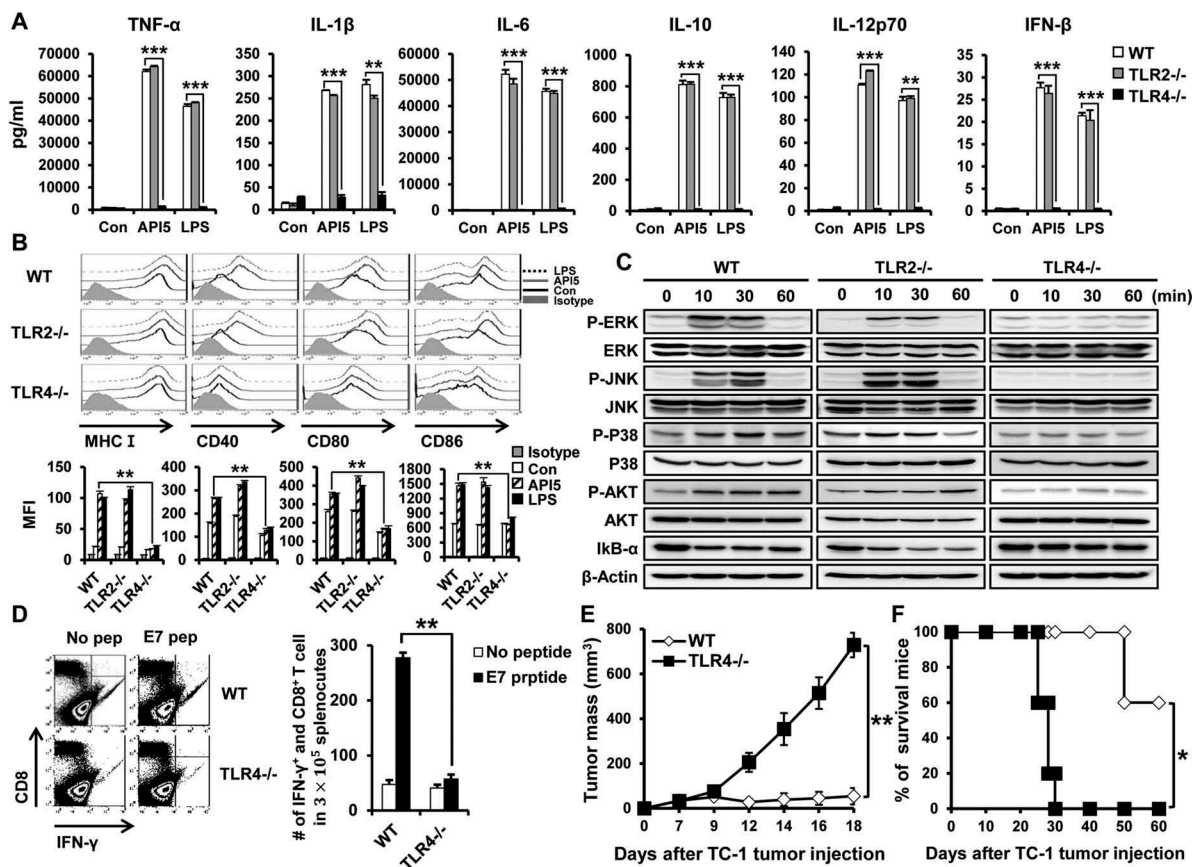 A
TNF-α IL-1β IL-6 IL-10 IL-12p70 IFN-β
pg/ml
70000 60000 50000 40000 30000 20000 10000 0
350 300 250 200 150 100 50 0
60000 50000 40000 30000 20000 10000 0
1000 800 600 400 200 0
140 120 100 80 60 40 20 0
35 30 25 20 15 10 5 0
*** ***
*** **
*** ***
*** ***
*** **
*** ***
WT
TLR2-/-
TLR4-/-
Con API5 LPS
Con API5 LPS
Con API5 LPS
Con API5 LPS
Con API5 LPS
Con API5 LPS
B
WT
TLR2-/-
TLR4-/-
LPS
API5
Con
Isotype
MHC I CD40 CD80 CD86
MFI
150 100 50 0
400 300 200 100 0
500 400 300 200 100 0
1800 1500 1200 900 600 300 0
** ** ** **
Isotype
Con
API5
LPS
WT TLR2-/- TLR4-/-
WT TLR2-/- TLR4-/-
WT TLR2-/- TLR4-/-
WT TLR2-/- TLR4-/-
C
WT TLR2-/- TLR4-/-
0 10 30 60 0 10 30 60 0 10 30 60 (min)
P-ERK
ERK
P-JNK
JNK
P-P38
P38
P-AKT
AKT
IkB-α
β-Actin
D
No pep E7 pep
WT
TLR4-/-
CD8
IFN-γ
# of IFN-γ+ and CD8+ T cell
in 3 × 10⁵ splenocytes
300 200 100 0
**
No peptide
E7 prptide
WT TLR4-/-
E
WT
TLR4-/-
Tumor mass (mm³)
800 600 400 200 0
**
0 7 9 12 14 16 18
Days after TC-1 tumor injection
F
% of survival mice
100 80 60 40 20 0
*
0 10 20 30 40 50 60
Days after TC-1 tumor injection